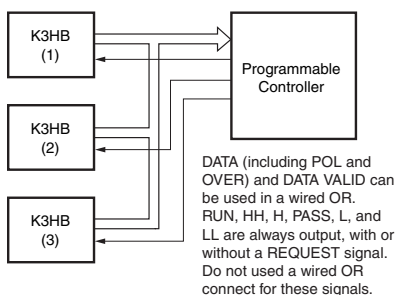 K3HB
(1)
Programmable
Controller
K3HB
(2)
K3HB
(3)
DATA (including POL and
OVER) and DATA VALID can
be used in a wired OR.
RUN, HH, H, PASS, L, and
LL are always output, with or
without a REQUEST signal.
Do not used a wired OR
connect for these signals.